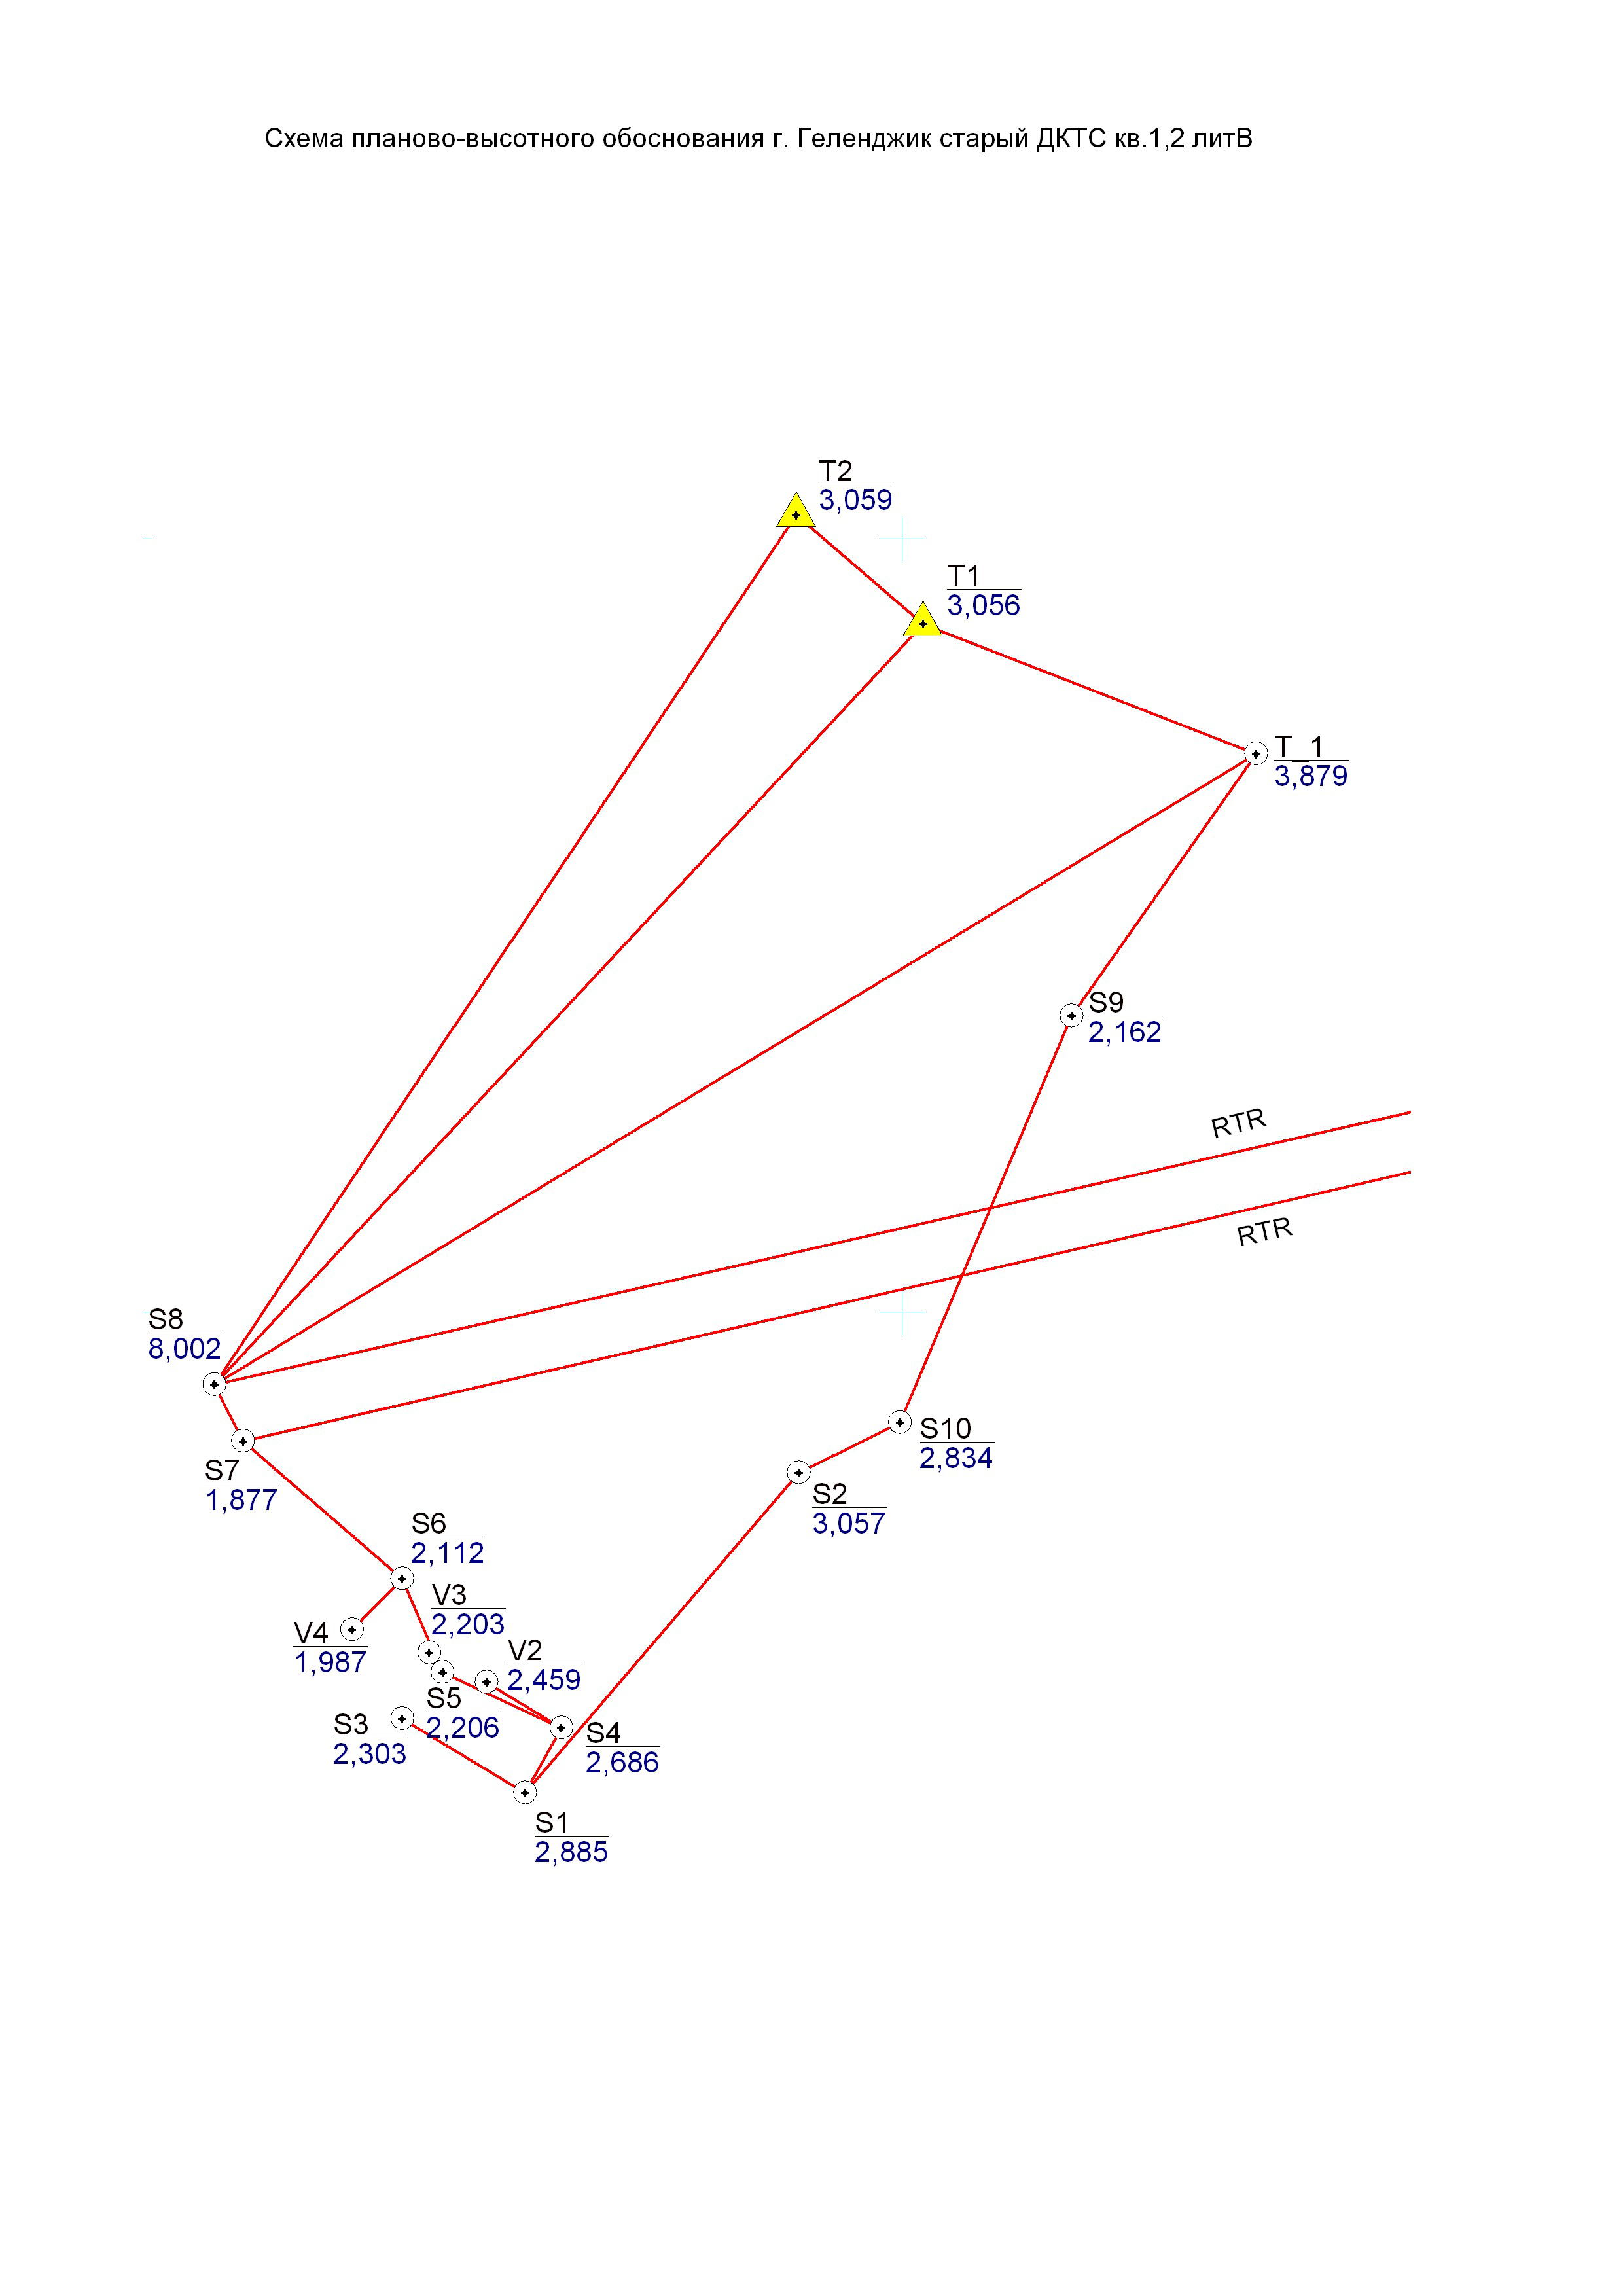 Схема планово-высотного обоснования г. Геленджик старый ДКТС кв.1,2 литВ
T2
3,059
T1
3,056
T_1
3,879
S9
2,162
RTR
RTR
S8
8,002
S10
2,834
S7
1,877
S2
3,057
S6
2,112
V3
2,203
V4
1,987
V2
2,459
S5
2,206
S3
2,303
S4
2,686
S1
2,885